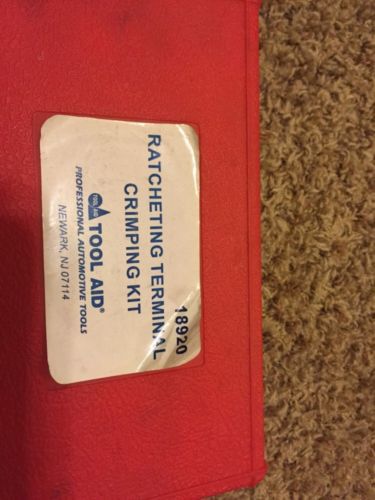 18920
RATCHETING TERMINAL
CRIMPING KIT
TOOL AID®
PROFESSIONAL AUTOMOTIVE TOOLS
NEWARK, NJ 07114